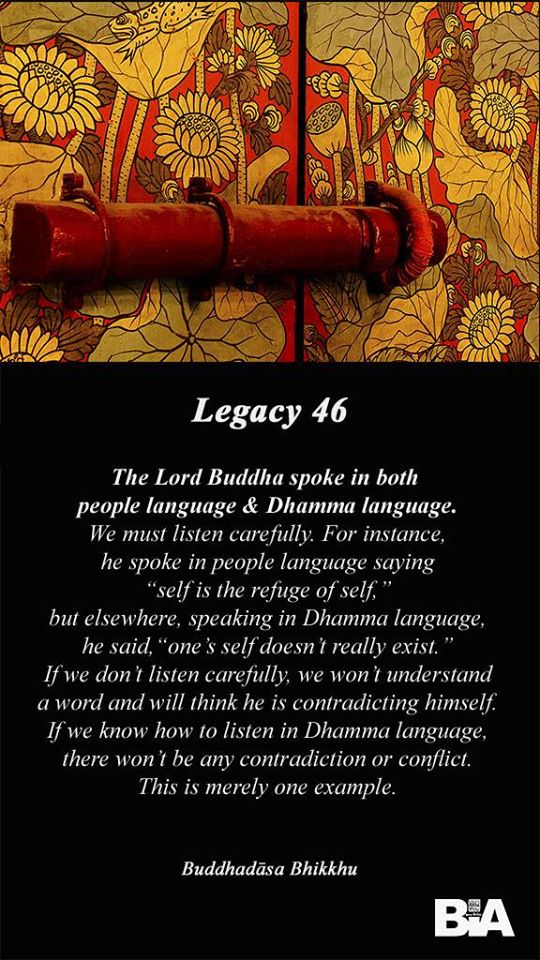 Legacy 46
The Lord Buddha spoke in both
people language & Dhamma language.
We must listen carefully. For instance,
he spoke in people language saying
“self is the refuge of self,”
but elsewhere, speaking in Dhamma language,
he said,“one’s self doesn’t really exist.”
If we don’t listen carefully, we won’t understand
a word and will think he is contradicting himself.
If we know how to listen in Dhamma language,
there won’t be any contradiction or conflict.
This is merely one example.
Buddhadāsa Bhikkhu
BIA